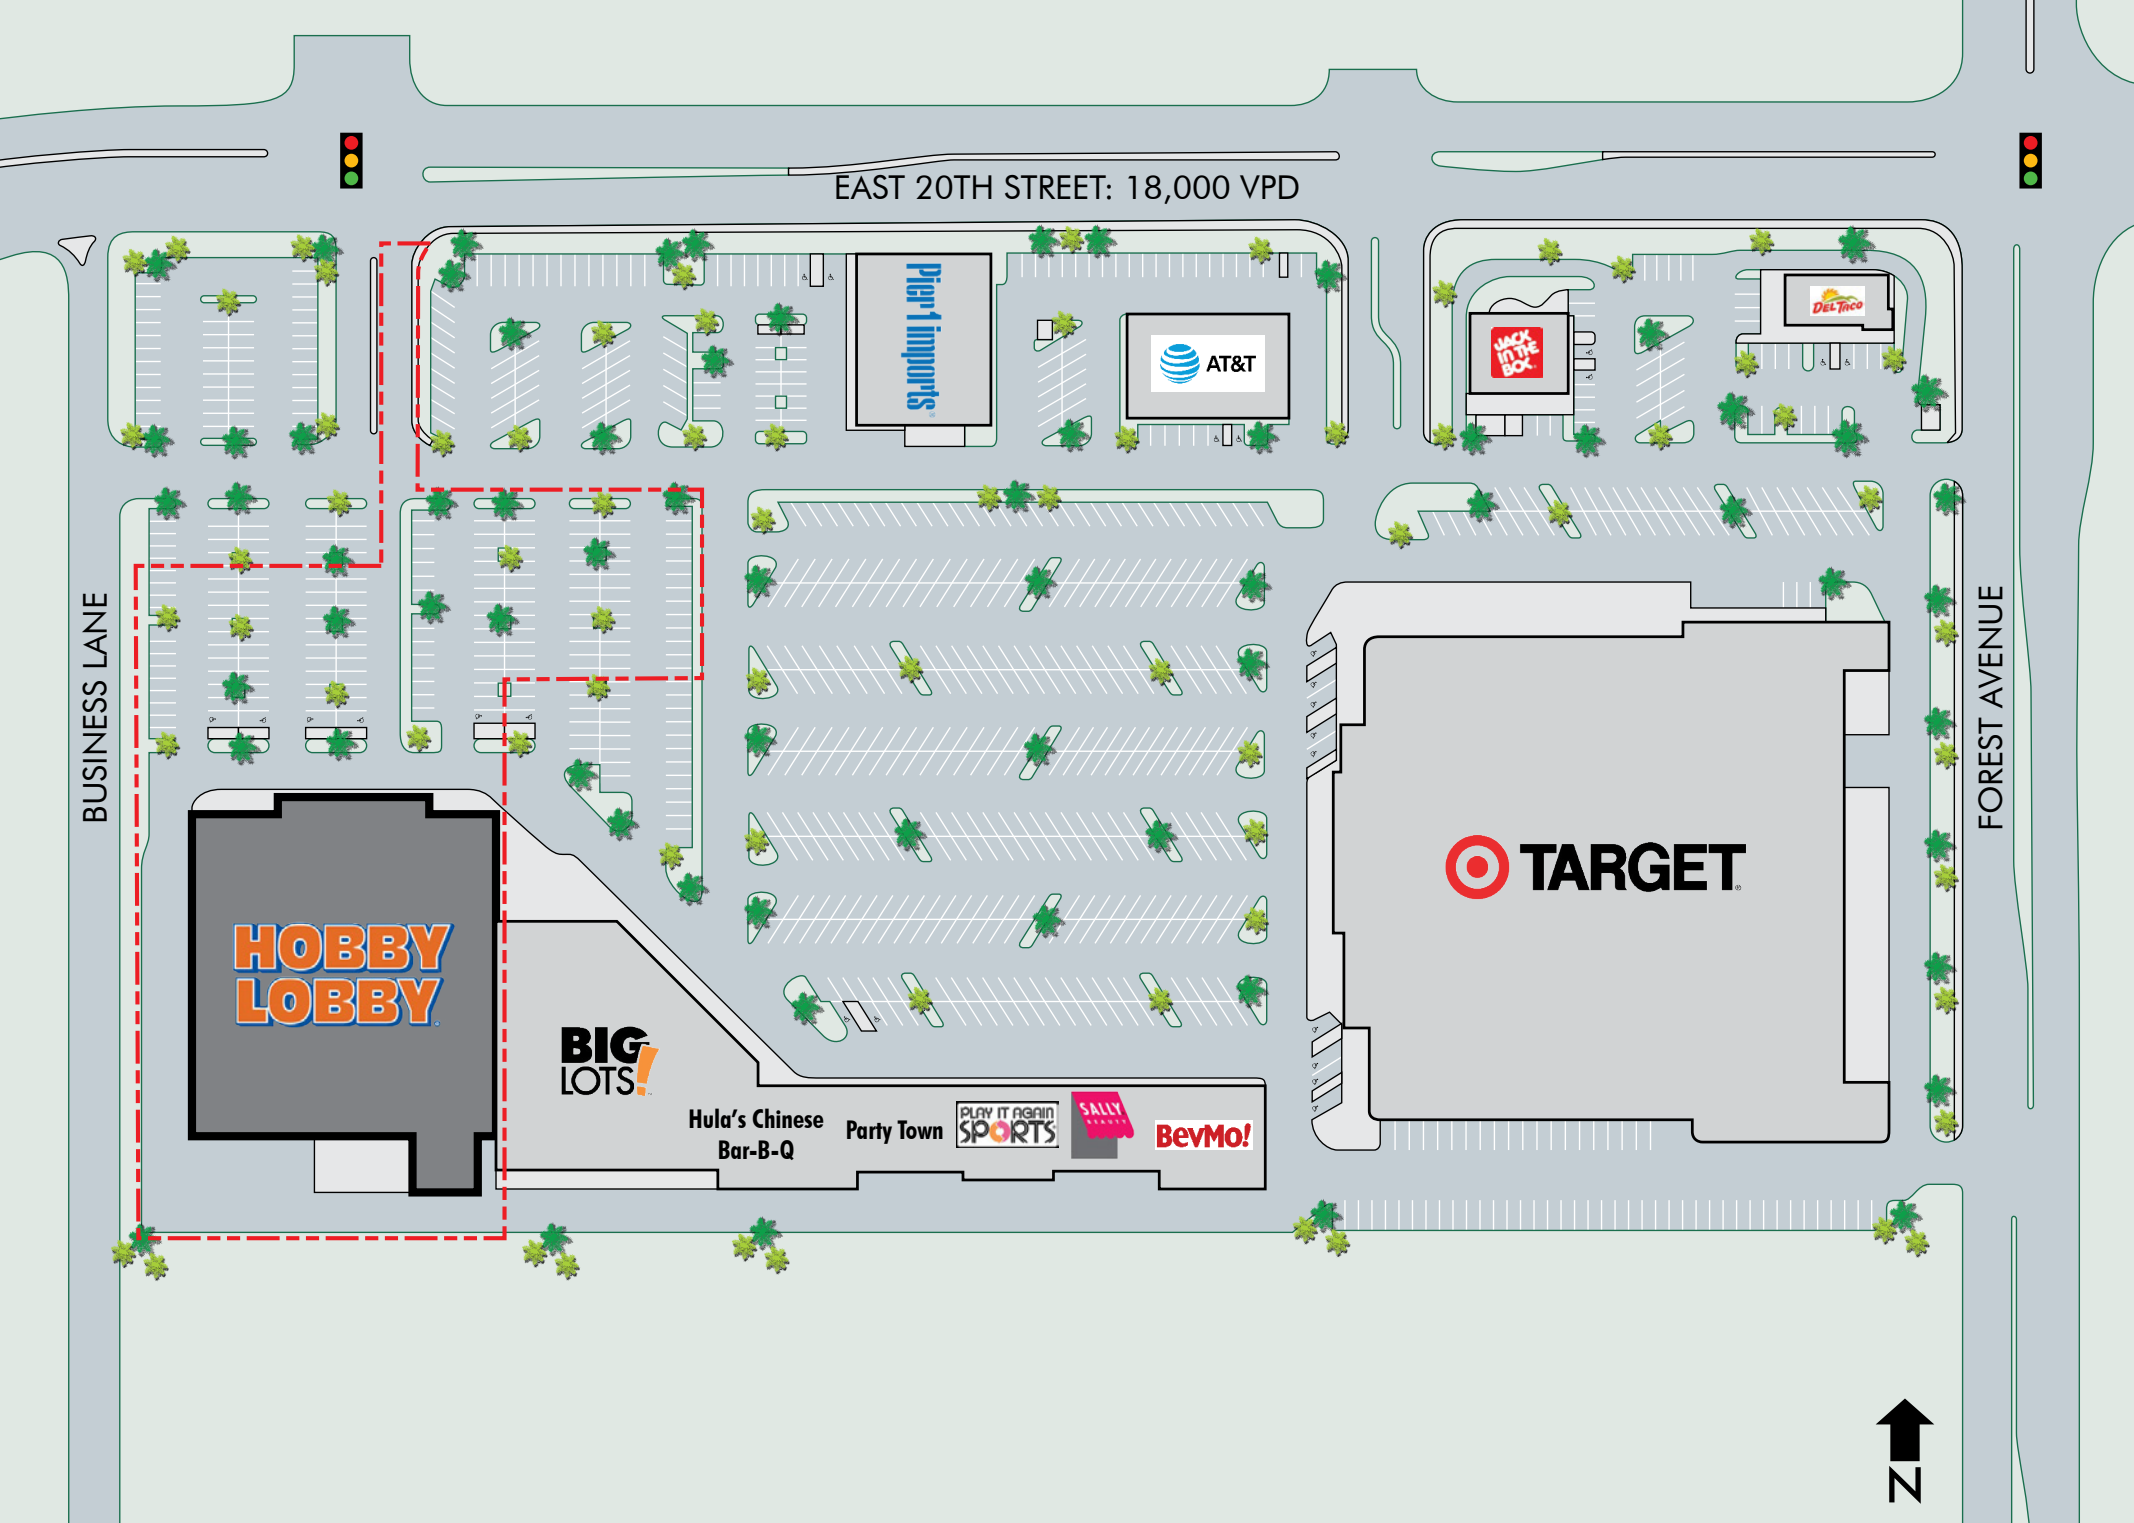 EAST 20TH STREET: 18,000 VPD
Pier 1 imports
AT&T
JACK
IN THE
BOX
DEL TACO
BUSINESS LANE
FOREST AVENUE
TARGET
HOBBY
LOBBY
BIG
LOTS!
Hula's Chinese
Bar-B-Q
Party Town
PLAY IT AGAIN
SPORTS
SALLY
BEAUTY
BevMo!
N